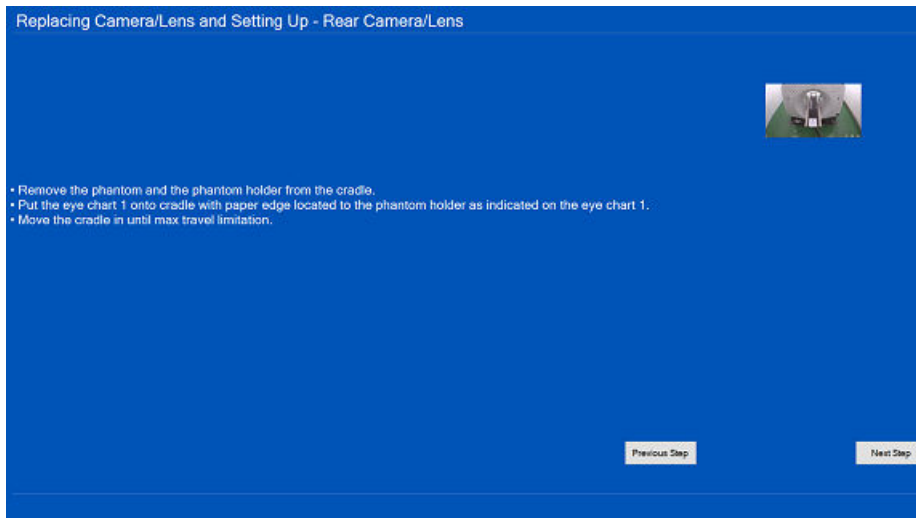 Replacing Camera/Lens and Setting Up - Rear Camera/Lens
• Remove the phantom and the phantom holder from the cradle.
• Put the eye chart 1 onto cradle with paper edge located to the phantom holder as indicated on the eye chart 1.
• Move the cradle in until max travel limitation.
Previous Step
Next Step